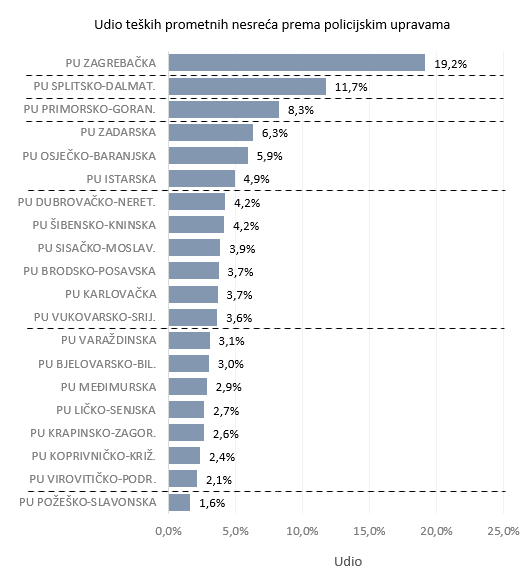 Udio teških prometnih nesreća prema policijskim upravama
PU ZAGREBAČKA 19,2%
PU SPLITSKO-DALMAT. 11,7%
PU PRIMORSKO-GORAN. 8,3%
PU ZADARSKA 6,3%
PU OSJEČKO-BARANJSKA 5,9%
PU ISTARSKA 4,9%
PU DUBROVAČKO-NERET. 4,2%
PU ŠIBENSKO-KNINSKA 4,2%
PU SISAČKO-MOSLAV. 3,9%
PU BRODSKO-POSAVSKA 3,7%
PU KARLOVAČKA 3,7%
PU VUKOVARSKO-SRIJ. 3,6%
PU VARAŽDINSKA 3,1%
PU BJELOVARSKO-BIL. 3,0%
PU MEĐIMURSKA 2,9%
PU LIČKO-SENJSKA 2,7%
PU KRAPINSKO-ZAGOR. 2,6%
PU KOPRIVNIČKO-KRIŽ. 2,4%
PU VIROVITIČKO-PODR. 2,1%
PU POŽEŠKO-SLAVONSKA 1,6%
0,0% 5,0% 10,0% 15,0% 20,0% 25,0%
Udio